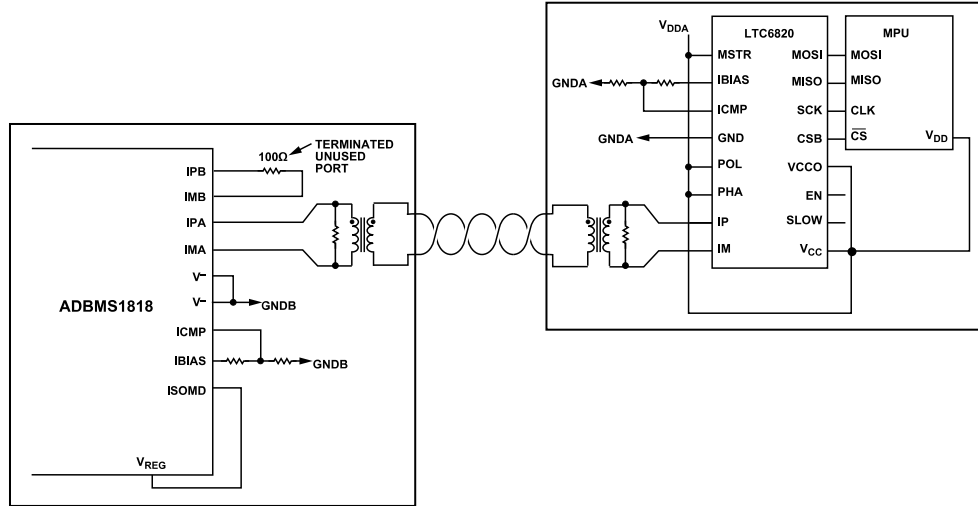 V_DDA
LTC6820
MPU
MSTR
MOSI
MOSI
GNDA
IBIAS
MISO
MISO
ICMP
SCK
CLK
GNDA
GND
CSB
C̅S̅
V_DD
POL
VCCO
PHA
EN
IP
SLOW
IM
V_CC
100Ω
TERMINATED
UNUSED
PORT
IPB
IMB
IPA
IMA
V–
V–
GNDB
ADBMS1818
ICMP
IBIAS
GNDB
ISOMD
V_REG